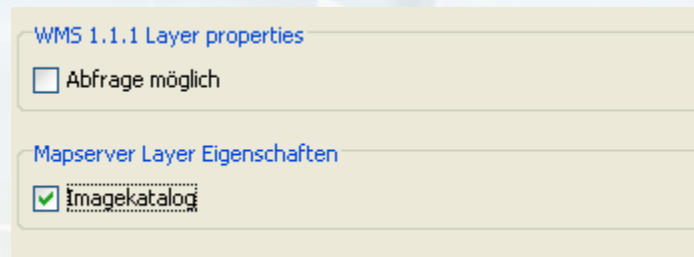 WMS 1.1.1 Layer properties
Abfrage möglich
Mapserver Layer Eigenschaften
Imagekatalog